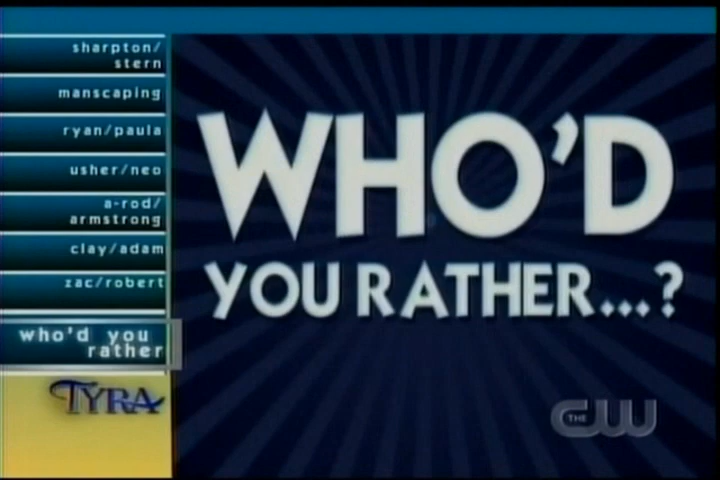 sharpton/
stern
manscaping
ryan/paula
usher/neo
a-rod/
armstrong
clay/adam
zac/robert
who'd you
rather
TYRA
WHO'D
YOU RATHER...?
THE CW